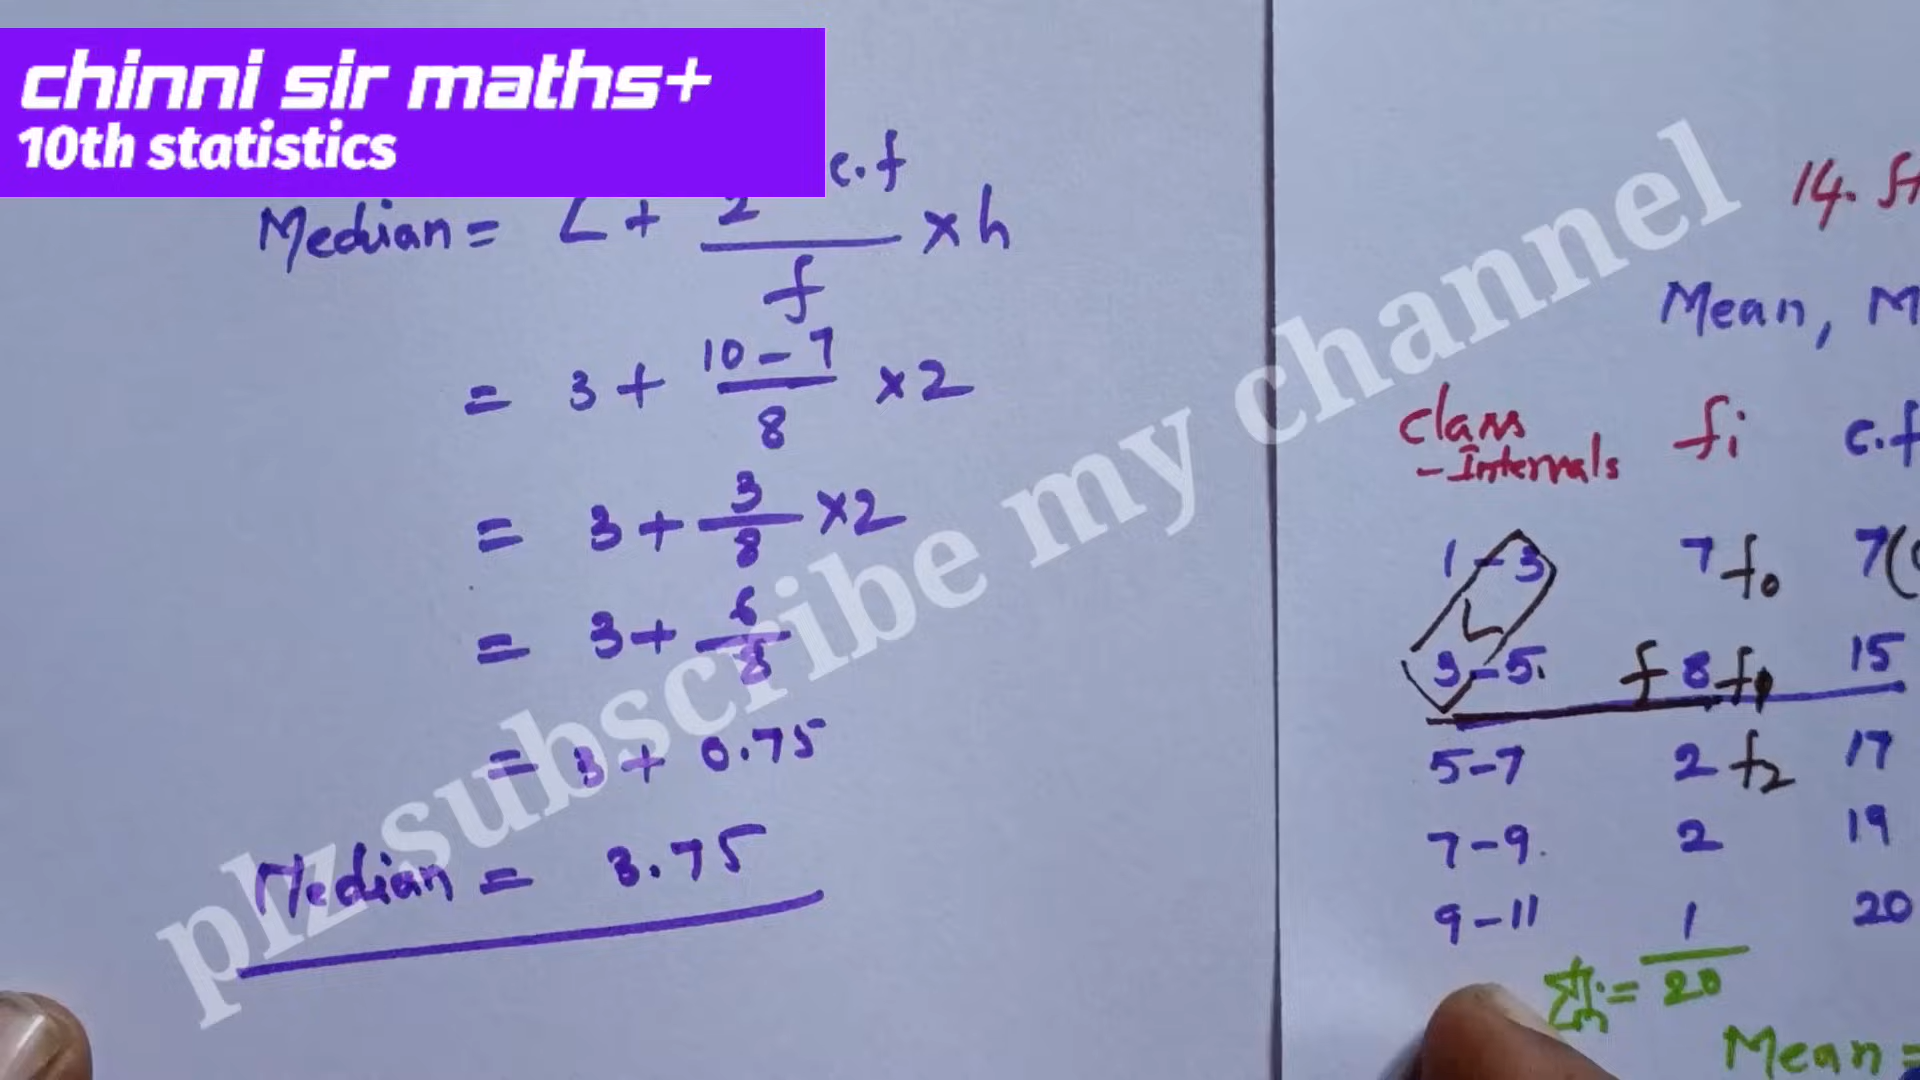 chinni sir maths+
10th statistics
c.f
Median = L + 2 × h
f
= 3 + 10 - 7 × 2
8
= 3 + 3 × 2
8
= 3 + 6
8
= 3 + 0.75
Median = 3.75
plz subscribe my channel
14.
Mean,
Class fi c.f
- Intervals
1 - 3 7 f0 7(
L
3 - 5 f 8 f1 15
5 - 7 2 f2 17
7 - 9 2 19
9 - 11 1 20
Σfi = 20
Mean =